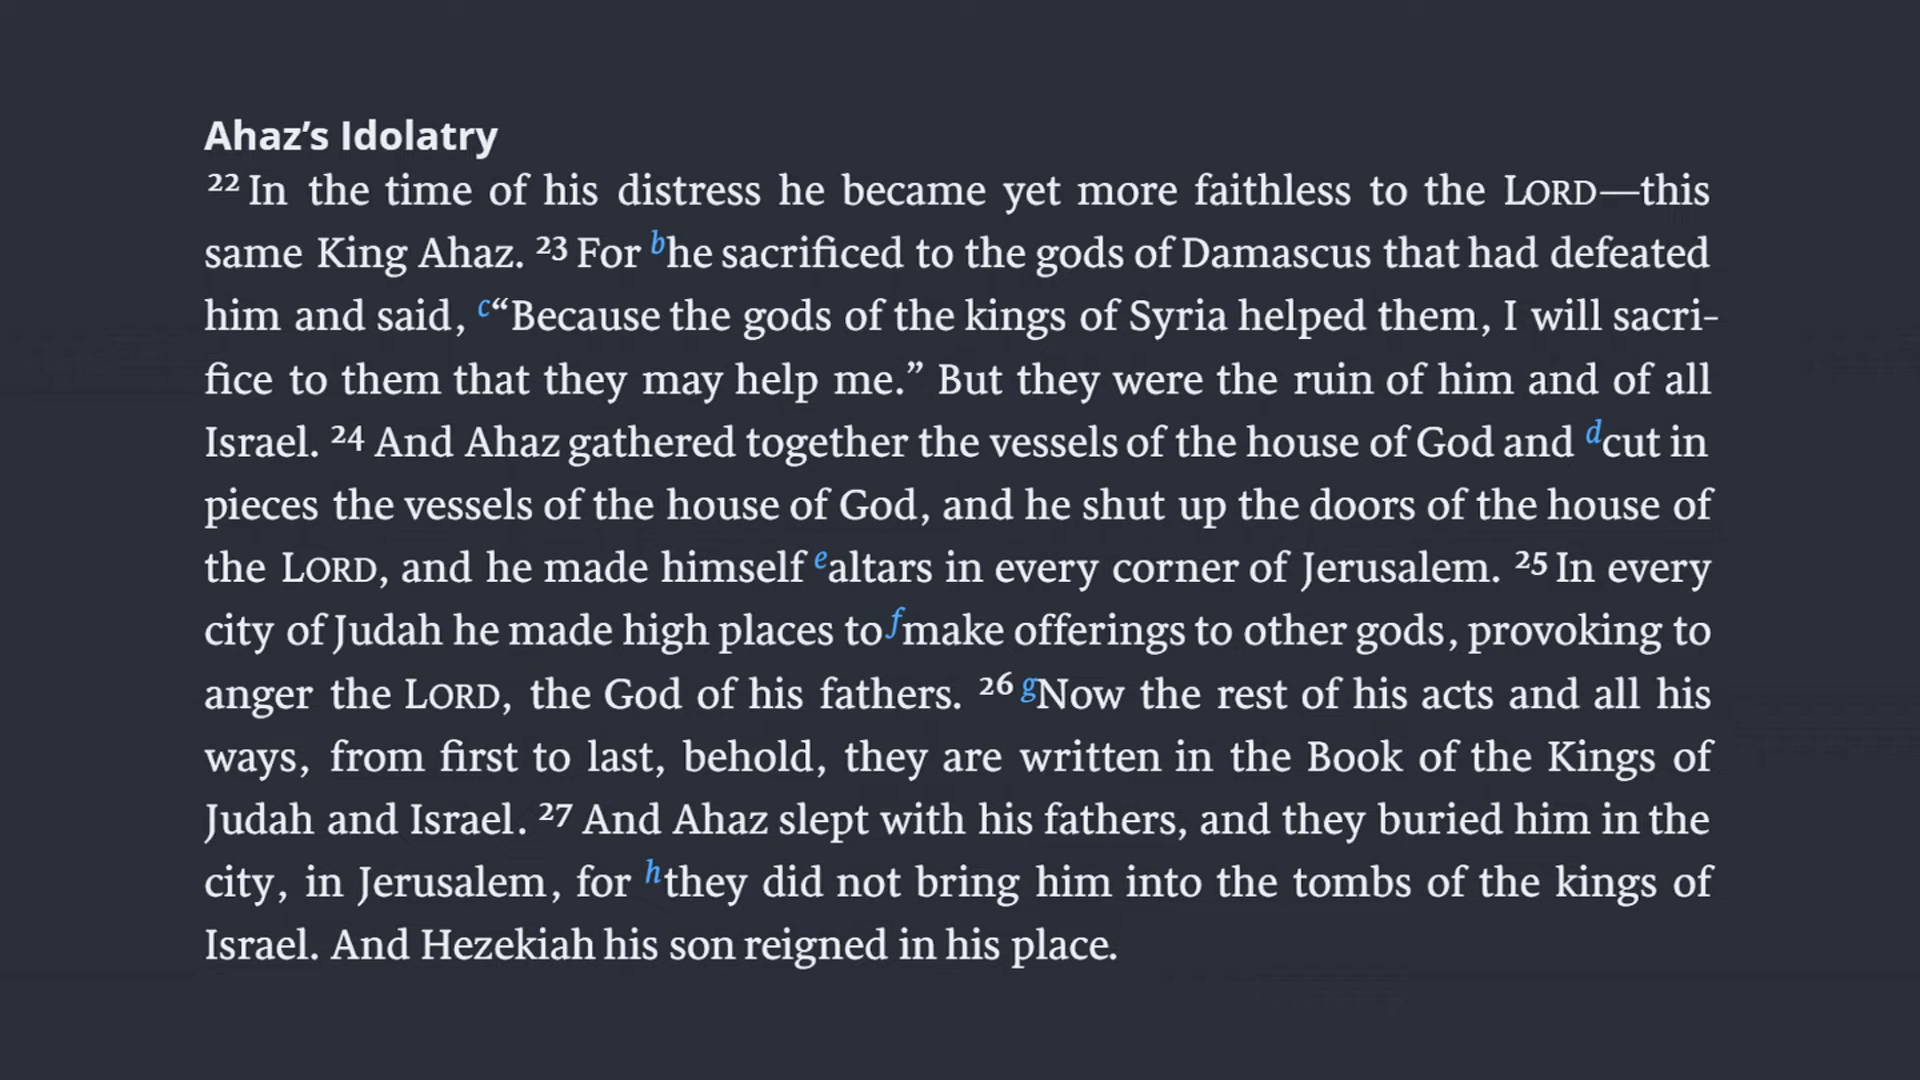 Ahaz’s Idolatry
22 In the time of his distress he became yet more faithless to the LORD—this
same King Ahaz. 23 For bhe sacrificed to the gods of Damascus that had defeated
him and said, c“Because the gods of the kings of Syria helped them, I will sacri-
fice to them that they may help me.” But they were the ruin of him and of all
Israel. 24 And Ahaz gathered together the vessels of the house of God and dcut in
pieces the vessels of the house of God, and he shut up the doors of the house of
the LORD, and he made himself ealtars in every corner of Jerusalem. 25 In every
city of Judah he made high places to fmake offerings to other gods, provoking to
anger the LORD, the God of his fathers. 26 gNow the rest of his acts and all his
ways, from first to last, behold, they are written in the Book of the Kings of
Judah and Israel. 27 And Ahaz slept with his fathers, and they buried him in the
city, in Jerusalem, for hthey did not bring him into the tombs of the kings of
Israel. And Hezekiah his son reigned in his place.